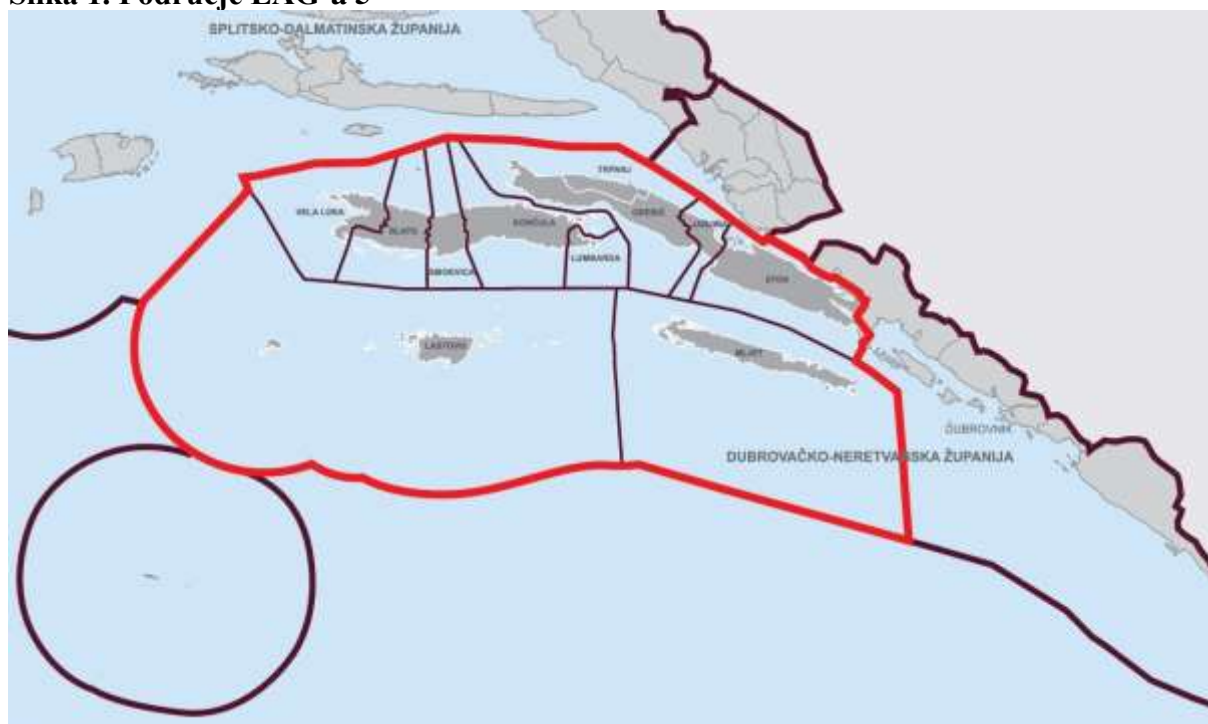 Slika 1. Područje LAG-a 5
SPLITSKO-DALMATINSKA ŽUPANIJA
TRPANJ
VELA LUKA
BLATO
KORČULA
OREBIĆ
JANJINA
SMOKVICA
LUMBARDA
STON
LASTOVO
MLJET
DUBROVNIK
DUBROVAČKO-NERETVANSKA ŽUPANIJA